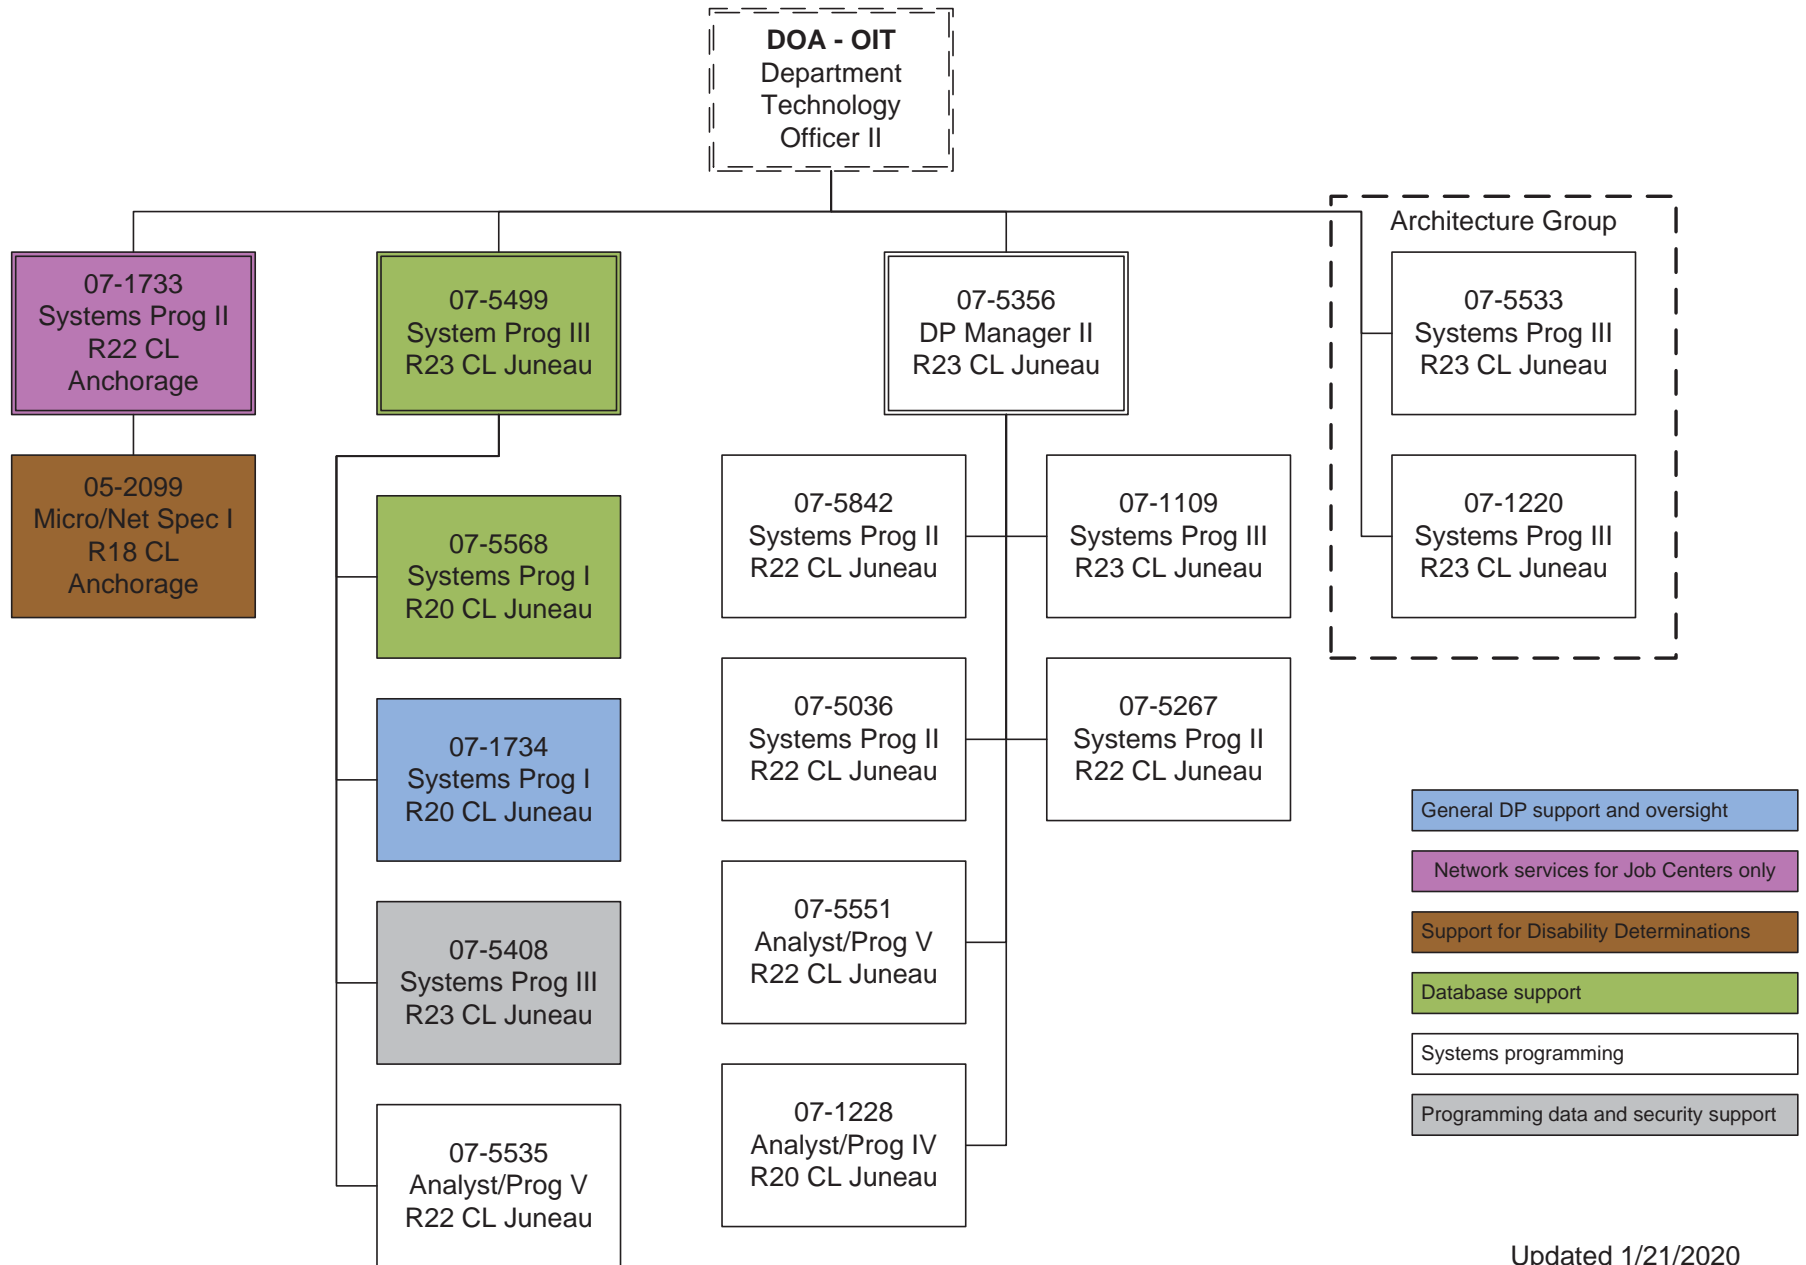 DOA - OIT
Department
Technology
Officer II
07-1733
Systems Prog II
R22 CL
Anchorage
05-2099
Micro/Net Spec I
R18 CL
Anchorage
07-5499
System Prog III
R23 CL Juneau
07-5568
Systems Prog I
R20 CL Juneau
07-1734
Systems Prog I
R20 CL Juneau
07-5408
Systems Prog III
R23 CL Juneau
07-5535
Analyst/Prog V
R22 CL Juneau
07-5356
DP Manager II
R23 CL Juneau
07-5842
Systems Prog II
R22 CL Juneau
07-1109
Systems Prog III
R23 CL Juneau
07-5036
Systems Prog II
R22 CL Juneau
07-5267
Systems Prog II
R22 CL Juneau
07-5551
Analyst/Prog V
R22 CL Juneau
07-1228
Analyst/Prog IV
R20 CL Juneau
Architecture Group
07-5533
Systems Prog III
R23 CL Juneau
07-1220
Systems Prog III
R23 CL Juneau
General DP support and oversight
Network services for Job Centers only
Support for Disability Determinations
Database support
Systems programming
Programming data and security support
Updated 1/21/2020